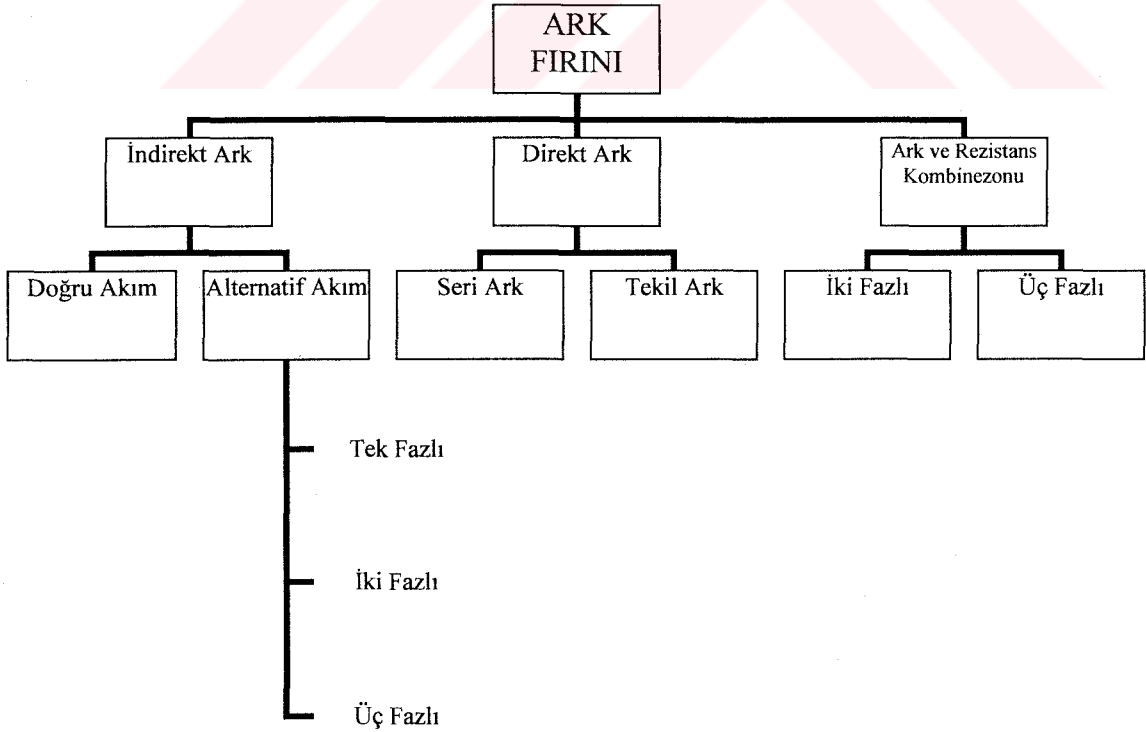 ARK
FIRINI
İndirekt Ark
Direkt Ark
Ark ve Rezistans
Kombinezonu
Doğru Akım
Alternatif Akım
Seri Ark
Tekil Ark
İki Fazlı
Üç Fazlı
Tek Fazlı
İki Fazlı
Üç Fazlı